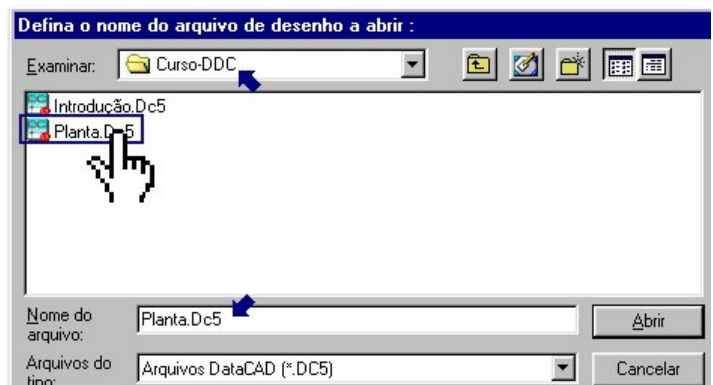 Defina o nome do arquivo de desenho a abrir :
Examinar: Curso-DDC
Introdução.Dc5
Planta.Dc5
Nome do arquivo: Planta.Dc5
Abrir
Arquivos do tipo: Arquivos DataCAD (*.DC5)
Cancelar